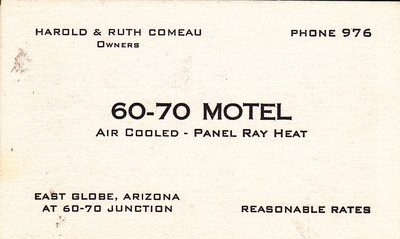 HAROLD & RUTH COMEAU
OWNERS
PHONE 976
60-70 MOTEL
AIR COOLED - PANEL RAY HEAT
EAST GLOBE, ARIZONA
AT 60-70 JUNCTION
REASONABLE RATES